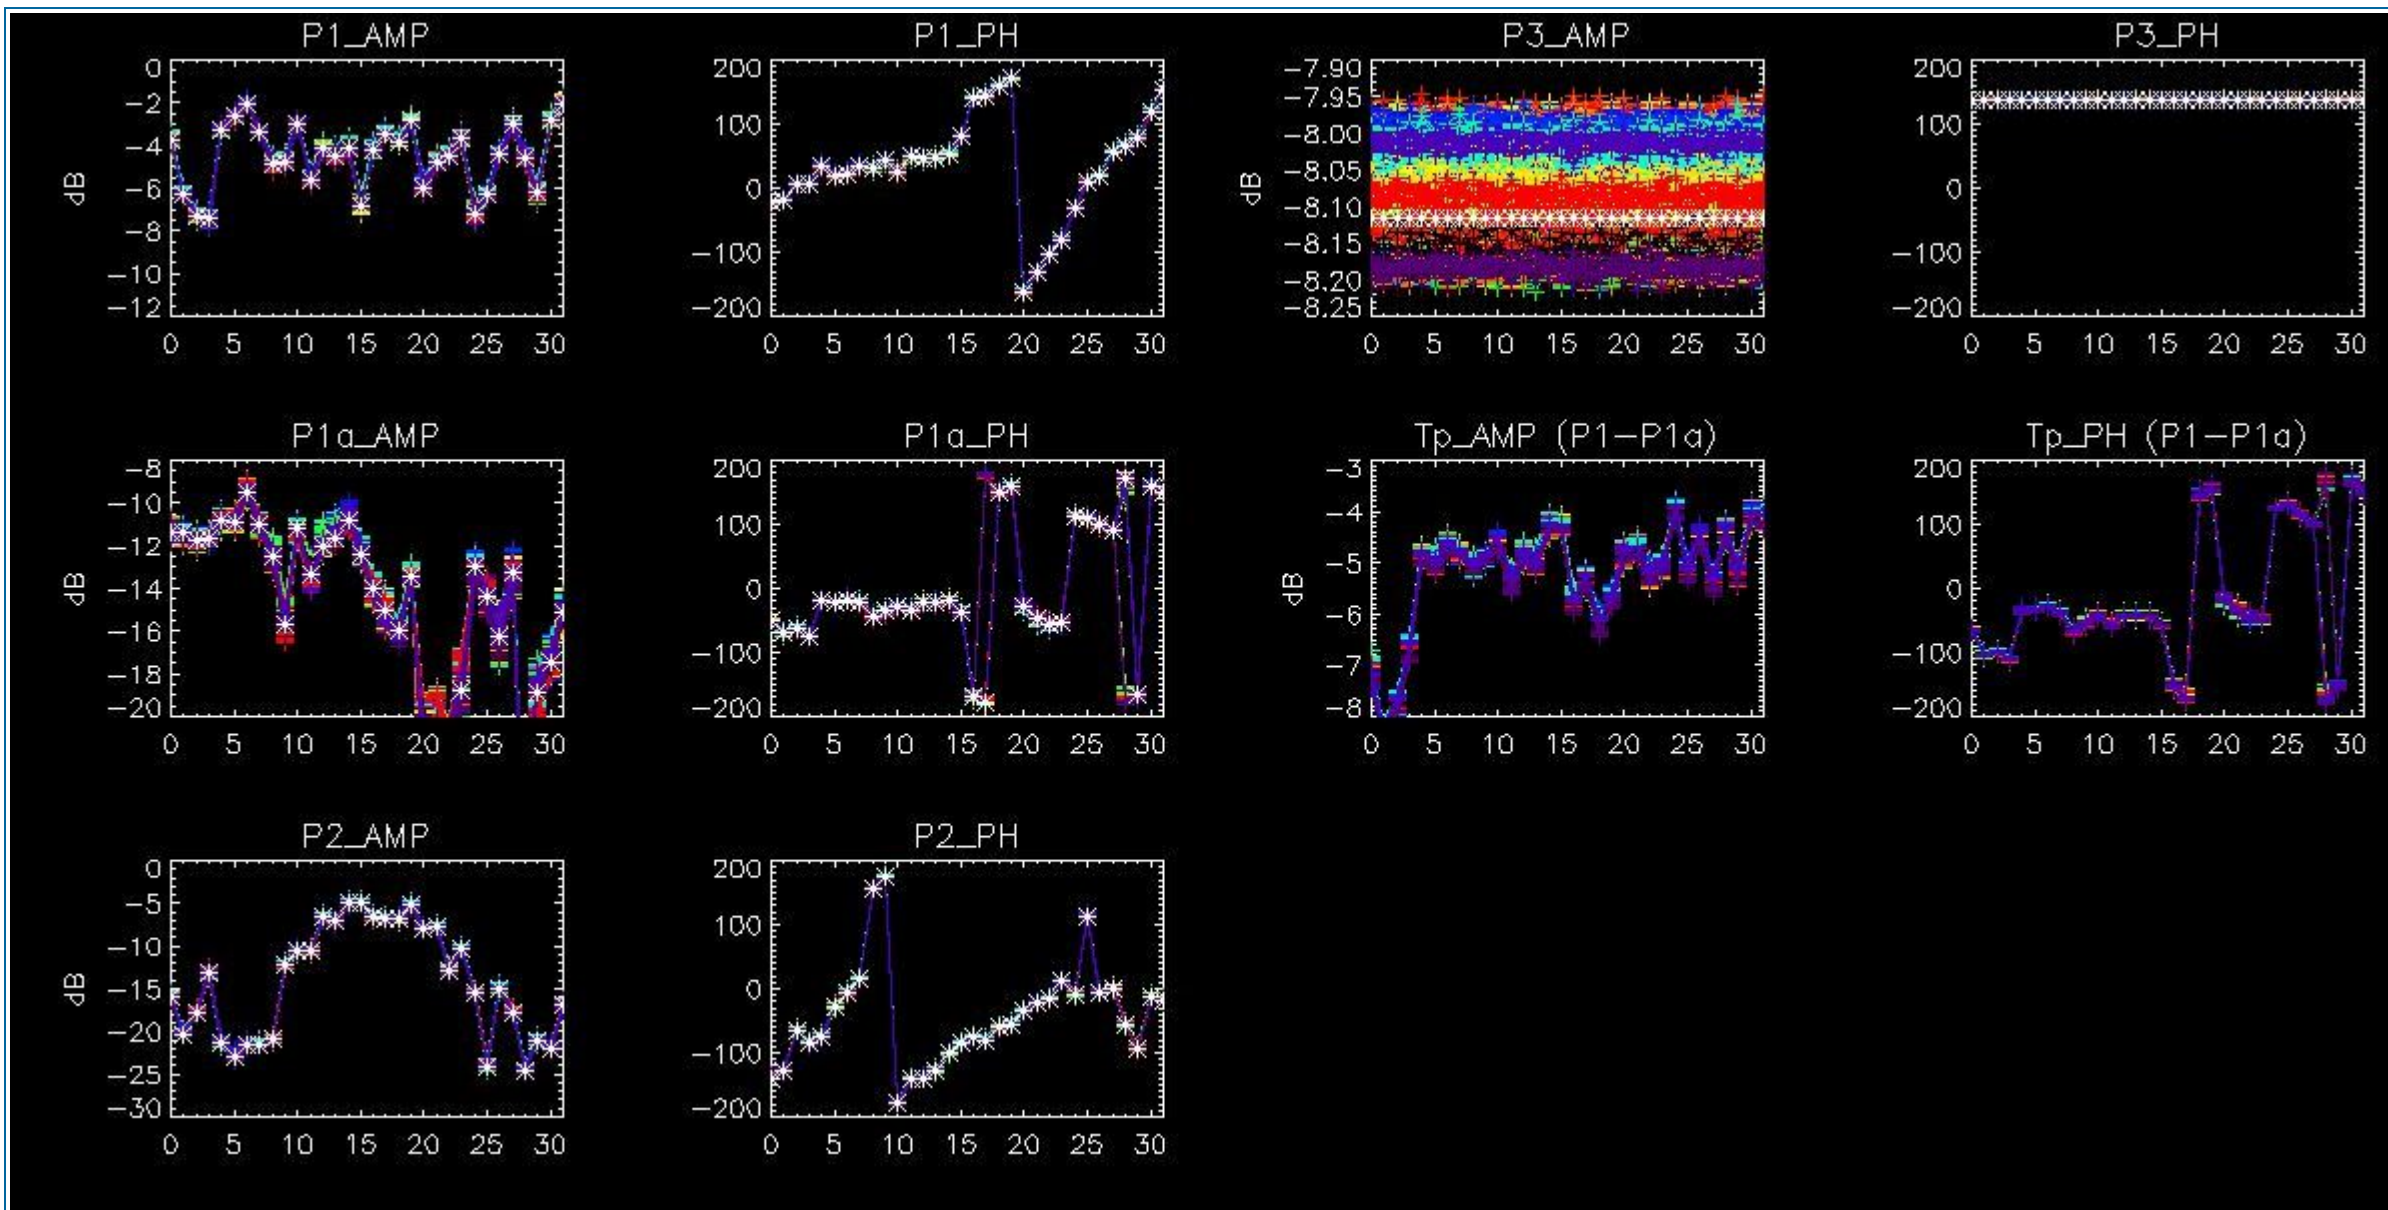 P1_AMP
0
−2
−4
−6
−8
−10
−12
dB
0 5 10 15 20 25 30
P1_PH
200
100
0
−100
−200
0 5 10 15 20 25 30
P3_AMP
−7.90
−7.95
−8.00
−8.05
−8.10
−8.15
−8.20
−8.25
dB
0 5 10 15 20 25 30
P3_PH
200
100
0
−100
−200
0 5 10 15 20 25 30
P1a_AMP
−8
−10
−12
−14
−16
−18
−20
dB
0 5 10 15 20 25 30
P1a_PH
200
100
0
−100
−200
0 5 10 15 20 25 30
Tp_AMP (P1−P1a)
−3
−4
−5
−6
−7
−8
dB
0 5 10 15 20 25 30
Tp_PH (P1−P1a)
200
100
0
−100
−200
0 5 10 15 20 25 30
P2_AMP
0
−5
−10
−15
−20
−25
−30
dB
0 5 10 15 20 25 30
P2_PH
200
100
0
−100
−200
0 5 10 15 20 25 30